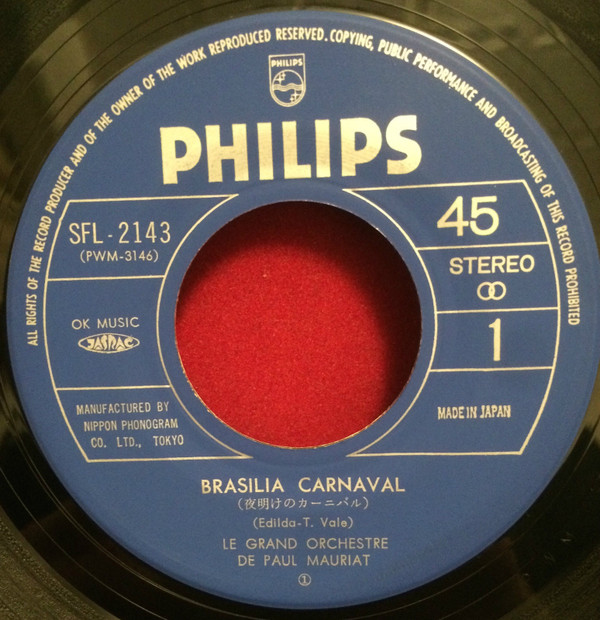 ALL RIGHTS OF THE RECORD PRODUCER AND OF THE OWNER OF THE WORK REPRODUCED RESERVED. COPYING, PUBLIC PERFORMANCE AND BROADCASTING OF THIS RECORD PROHIBITED
PHILIPS
PHILIPS
SFL-2143
(PWM-3146)
45
STEREO
OK MUSIC
JASRAC
1
MANUFACTURED BY
NIPPON PHONOGRAM
CO. LTD., TOKYO
MADE IN JAPAN
BRASILIA CARNAVAL
(夜明けのカーニバル)
(Edilda-T. Vale)
LE GRAND ORCHESTRE
DE PAUL MAURIAT
①